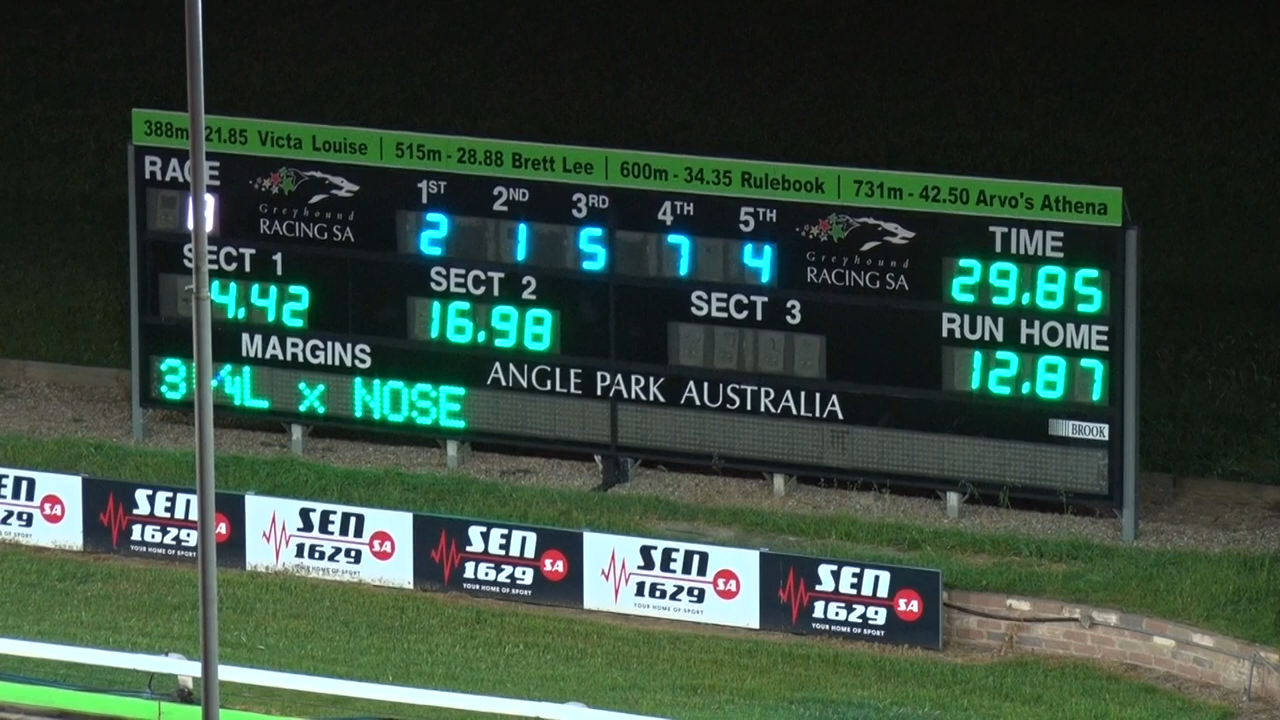 388m 21.85 Victa Louise | 515m - 28.88 Brett Lee | 600m - 34.35 Rulebook | 731m - 42.50 Arvo's Athena
RACE
Greyhound
RACING SA
1ST 2ND 3RD 4TH 5TH
2 1 5 7 4
Greyhound
RACING SA
TIME
29.85
SECT 1
4.42
SECT 2
16.98
SECT 3
RUN HOME
12.87
MARGINS
L x NOSE
ANGLE PARK AUSTRALIA
BROOK
SEN SA
1629
YOUR HOME OF SPORT
SEN SA
1629
YOUR HOME OF SPORT
SEN SA
1629
YOUR HOME OF SPORT
SEN SA
1629
YOUR HOME OF SPORT
SEN SA
1629
YOUR HOME OF SPORT